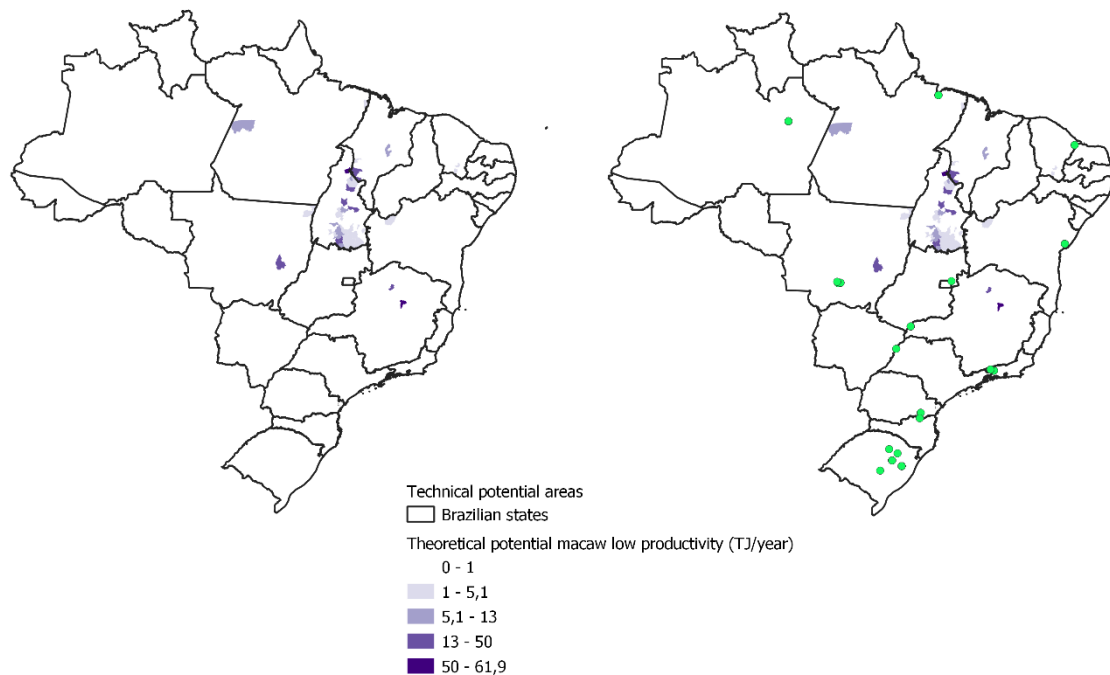 Technical potential areas
Brazilian states
Theoretical potential macaw low productivity (TJ/year)
0 - 1
1 - 5,1
5,1 - 13
13 - 50
50 - 61,9